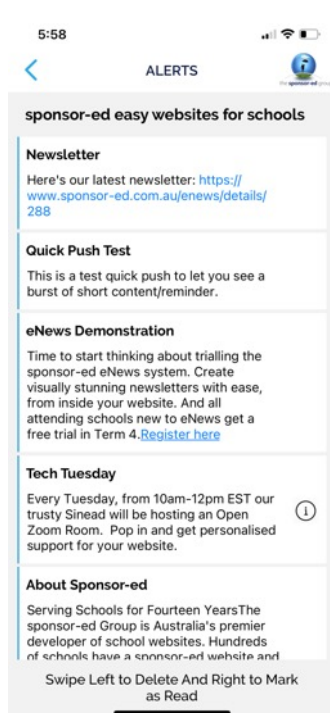 5:58
ALERTS
the sponsor-ed group
sponsor-ed easy websites for schools
Newsletter
Here's our latest newsletter: https://
www.sponsor-ed.com.au/enews/details/
288
Quick Push Test
This is a test quick push to let you see a
burst of short content/reminder.
eNews Demonstration
Time to start thinking about trialling the
sponsor-ed eNews system. Create
visually stunning newsletters with ease,
from inside your website. And all
attending schools new to eNews get a
free trial in Term 4.Register here
Tech Tuesday
Every Tuesday, from 10am-12pm EST our
trusty Sinead will be hosting an Open
Zoom Room. Pop in and get personalised
support for your website.
About Sponsor-ed
Serving Schools for Fourteen YearsThe
sponsor-ed Group is Australia's premier
developer of school websites. Hundreds
of schools have a sponsor-ed website and
Swipe Left to Delete And Right to Mark
as Read